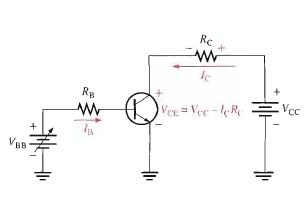 − R_C +
I_C
R_B
+
I_B
V_CE = V_CC − I_C R_C
+
V_CC
−
+
V_BB
−
+
−